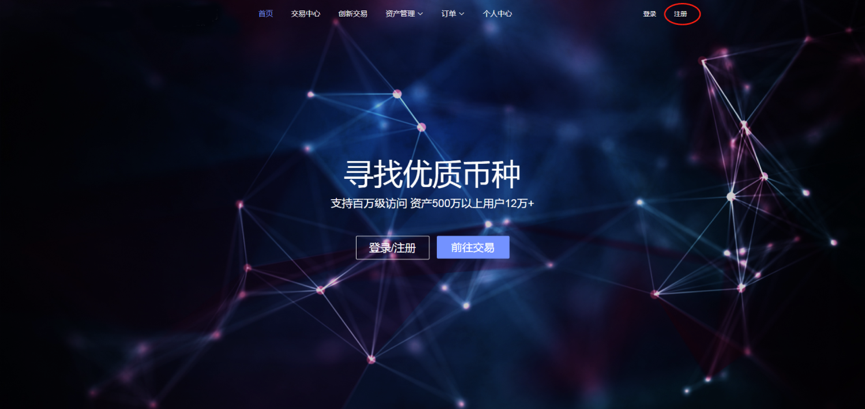 首页 交易中心 创新交易 资产管理 订单 个人中心 登录 注册
寻找优质币种
支持百万级访问 资产500万以上用户12万+
登录/注册 前往交易